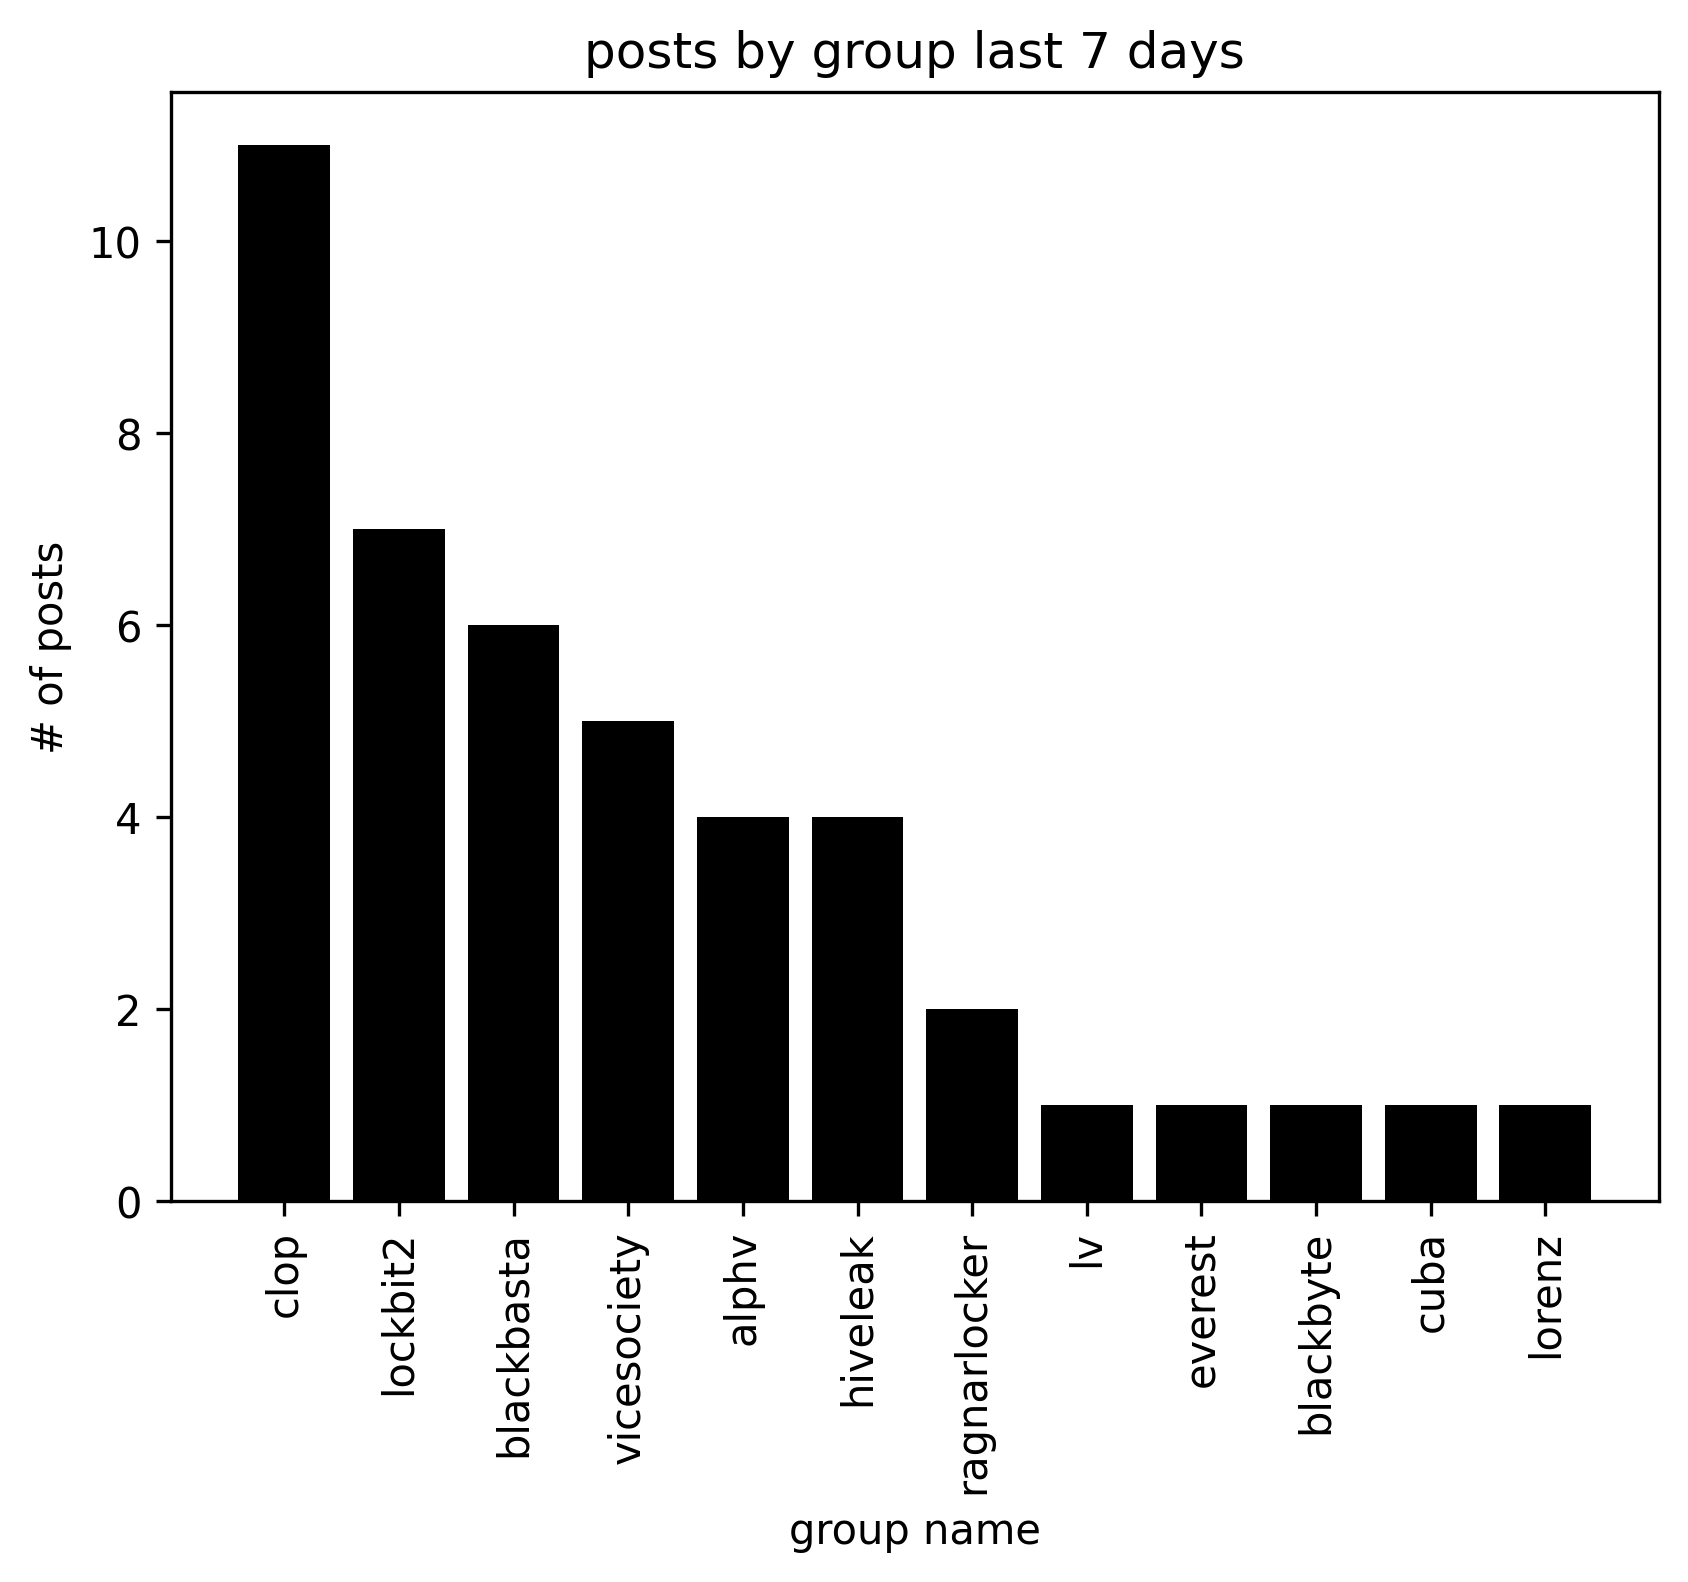 posts by group last 7 days
# of posts
10
8
6
4
2
0
clop
lockbit2
blackbasta
vicesociety
alphv
hiveleak
ragnarlocker
lv
everest
blackbyte
cuba
lorenz
group name